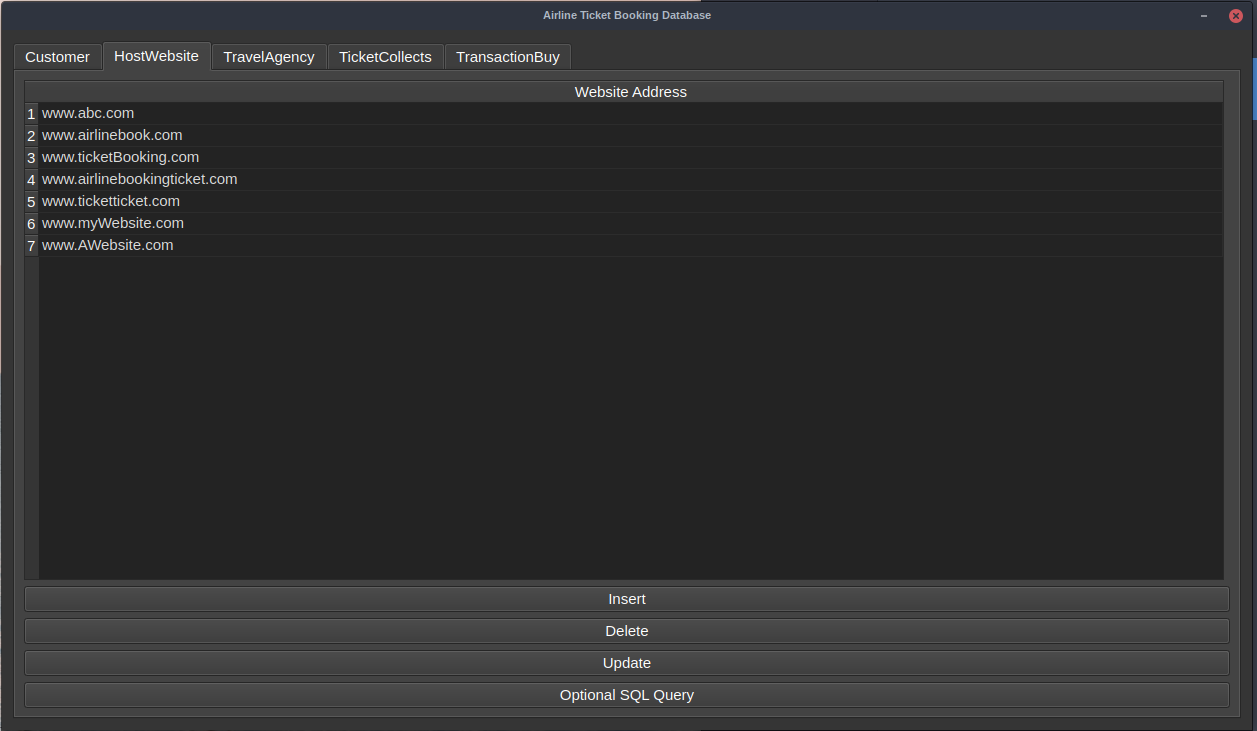 Airline Ticket Booking Database
Customer HostWebsite TravelAgency TicketCollects TransactionBuy
Website Address
1 www.abc.com
2 www.airlinebook.com
3 www.ticketBooking.com
4 www.airlinebookingticket.com
5 www.ticketticket.com
6 www.myWebsite.com
7 www.AWebsite.com
Insert
Delete
Update
Optional SQL Query